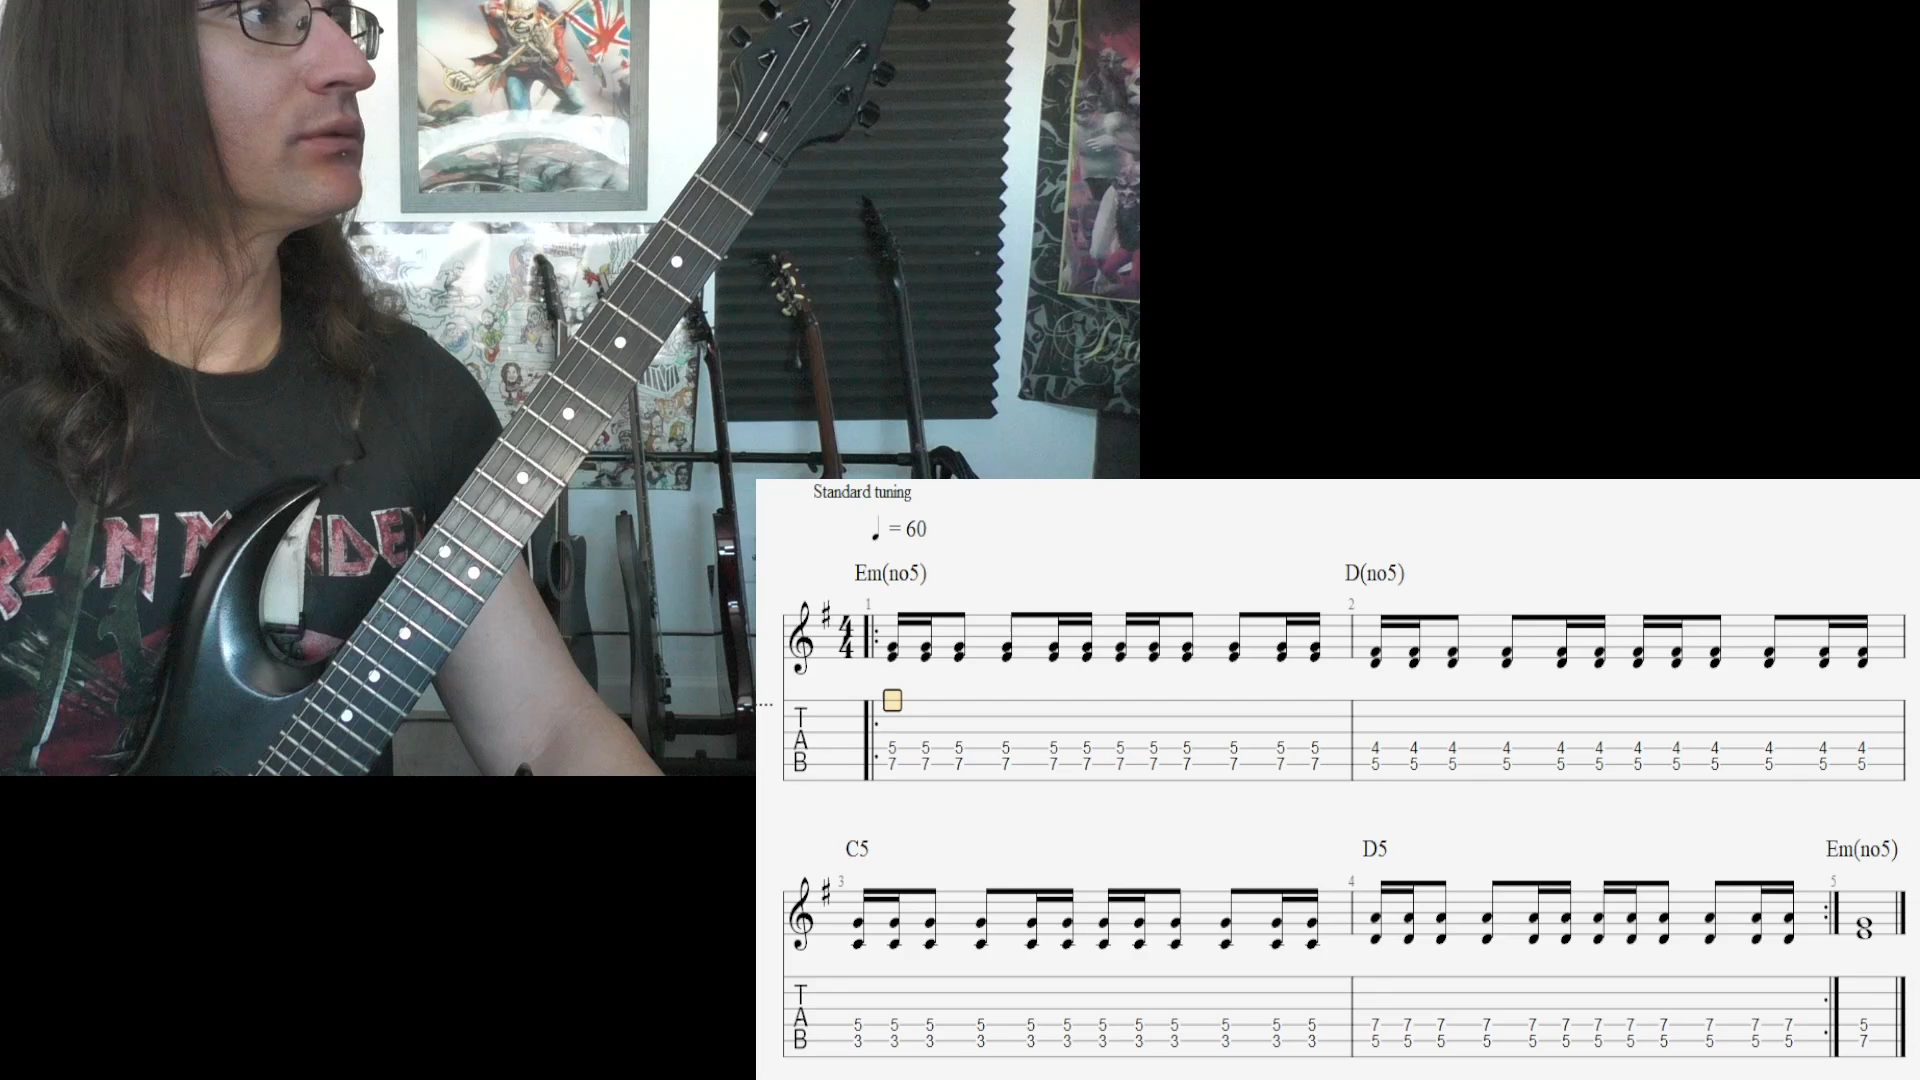 IRON MAIDEN
Standard tuning
♩ = 60
Em(no5) D(no5)
1 2
4
4
T
A
B
5 5 5 5 5 5 5 5 5 5 5 5 4 4 4 4 4 4 4 4 4 4 4 4
7 7 7 7 7 7 7 7 7 7 7 7 5 5 5 5 5 5 5 5 5 5 5 5
C5 D5 Em(no5)
3 4 5
T
A
B
5 5 5 5 5 5 5 5 5 5 5 5 7 7 7 7 7 7 7 7 7 7 7 7 5
3 3 3 3 3 3 3 3 3 3 3 3 5 5 5 5 5 5 5 5 5 5 5 5 7